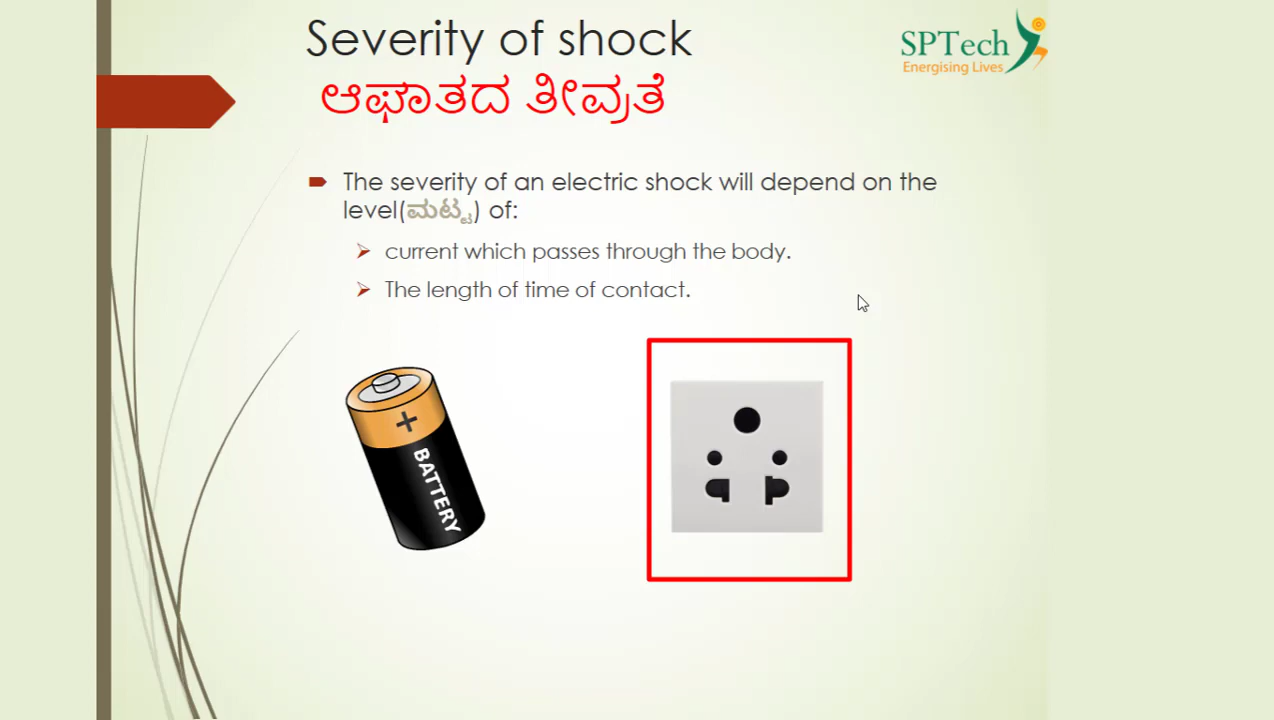 Severity of shock
ಆಘಾತದ ತೀವ್ರತೆ
SPTech
Energising Lives
The severity of an electric shock will depend on the
level(ಮಟ್ಟ) of:
current which passes through the body.
The length of time of contact.
+
BATTERY